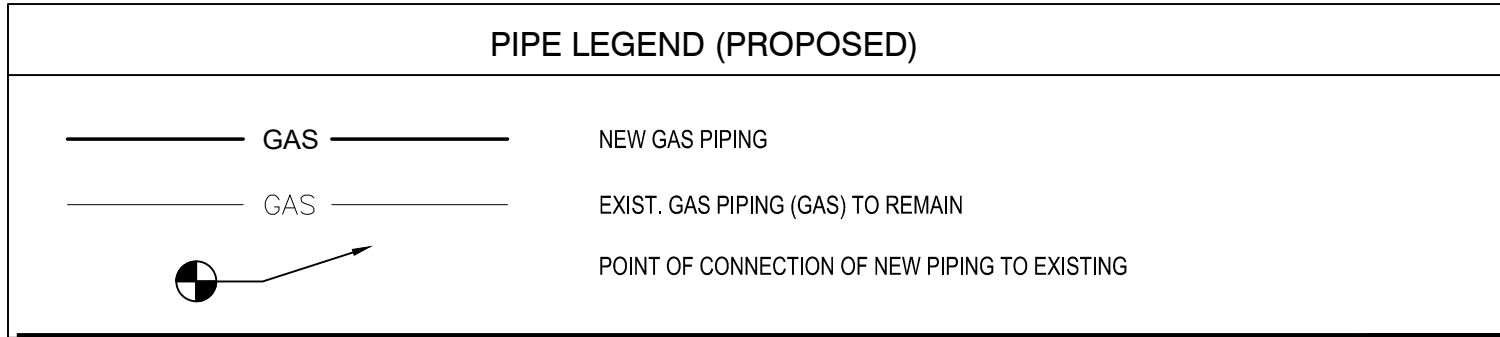 PIPE LEGEND (PROPOSED)
GAS NEW GAS PIPING
GAS EXIST. GAS PIPING (GAS) TO REMAIN
POINT OF CONNECTION OF NEW PIPING TO EXISTING